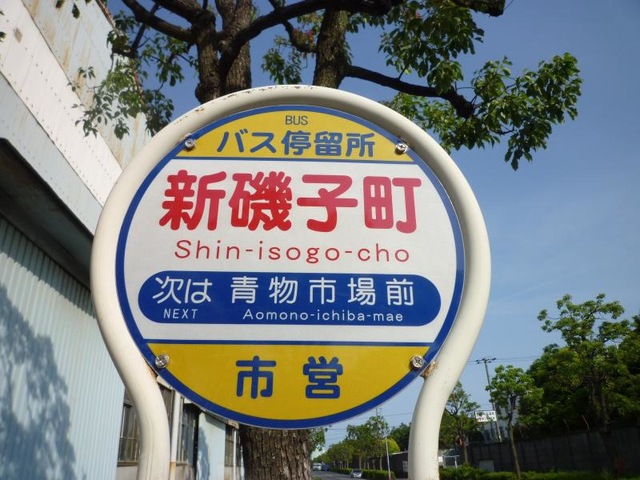 BUS
バス停留所
新磯子町
Shin-isogo-cho
次は 青物市場前
NEXT Aomono-ichiba-mae
市営